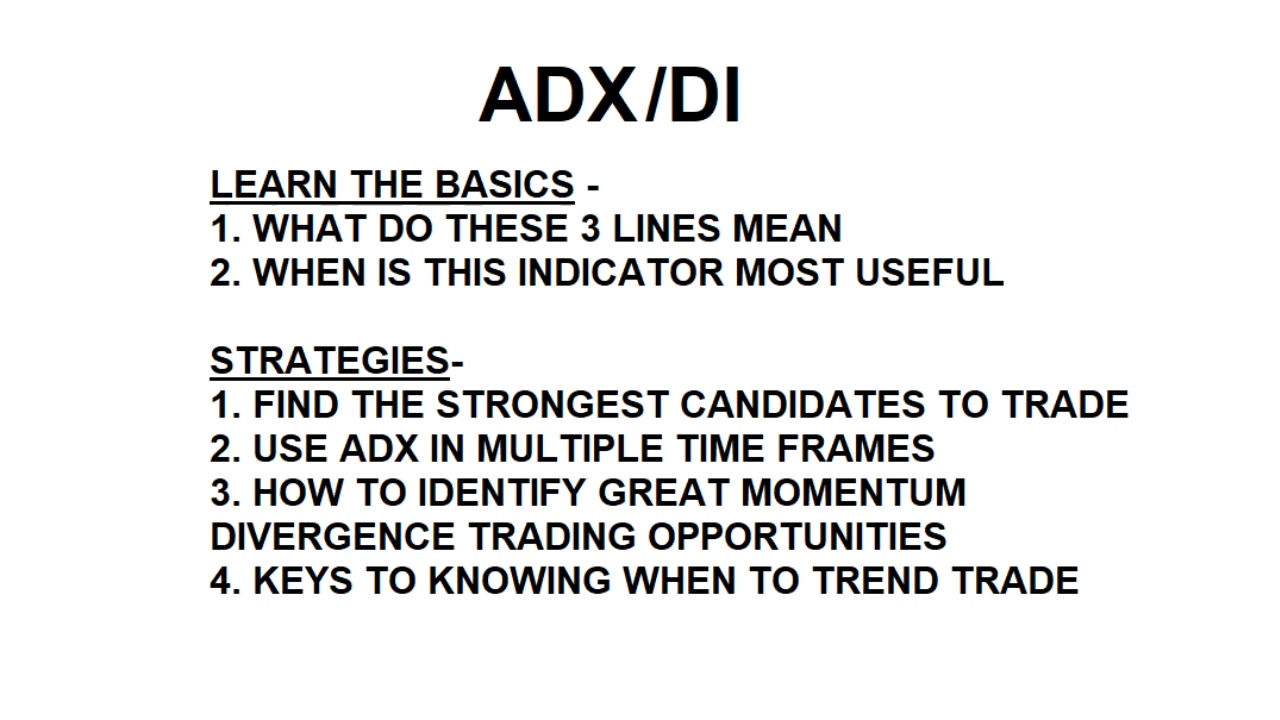 ADX/DI
LEARN THE BASICS -
1. WHAT DO THESE 3 LINES MEAN
2. WHEN IS THIS INDICATOR MOST USEFUL
STRATEGIES-
1. FIND THE STRONGEST CANDIDATES TO TRADE
2. USE ADX IN MULTIPLE TIME FRAMES
3. HOW TO IDENTIFY GREAT MOMENTUM
DIVERGENCE TRADING OPPORTUNITIES
4. KEYS TO KNOWING WHEN TO TREND TRADE